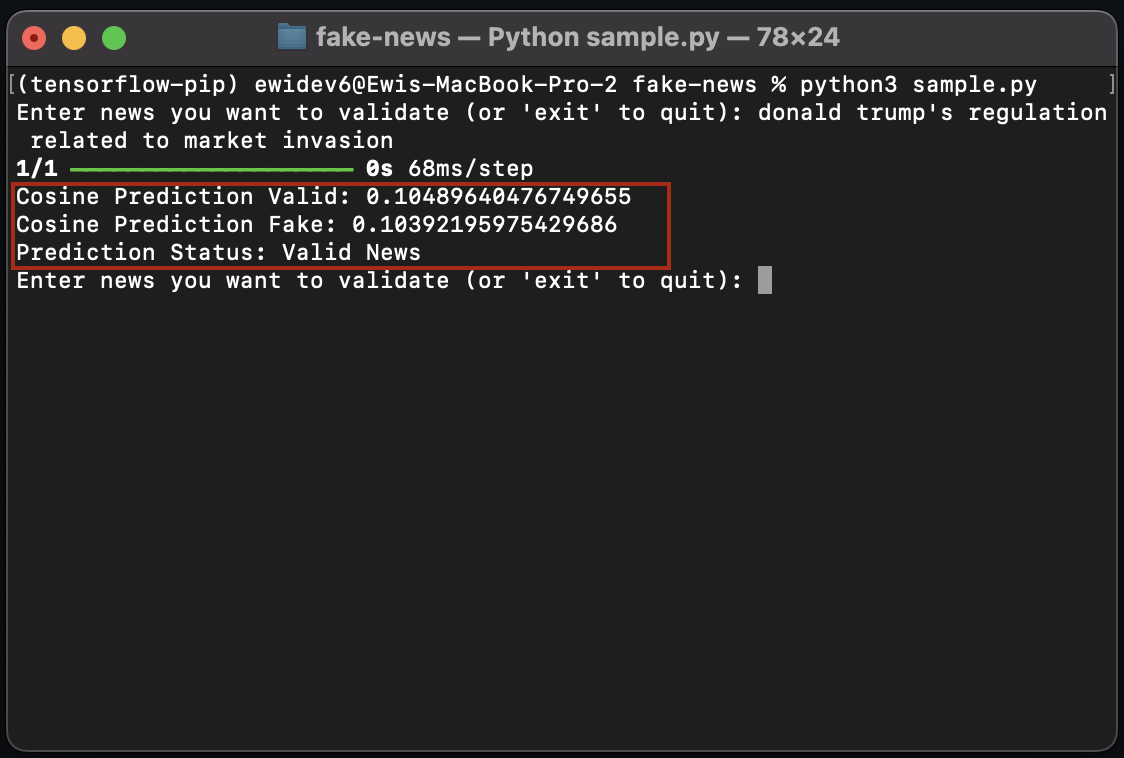 fake-news — Python sample.py — 78×24
[(tensorflow-pip) ewidev6@Ewis-MacBook-Pro-2 fake-news % python3 sample.py ]
Enter news you want to validate (or 'exit' to quit): donald trump's regulation
related to market invasion
1/1 ━━━━━━━━━━━━━━━━━━━━ 0s 68ms/step
Cosine Prediction Valid: 0.10489640476749655
Cosine Prediction Fake: 0.10392195975429686
Prediction Status: Valid News
Enter news you want to validate (or 'exit' to quit):